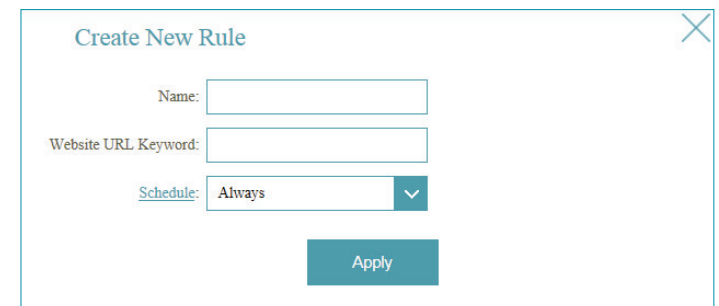 Create New Rule
Name:
Website URL Keyword:
Schedule: Always
Apply